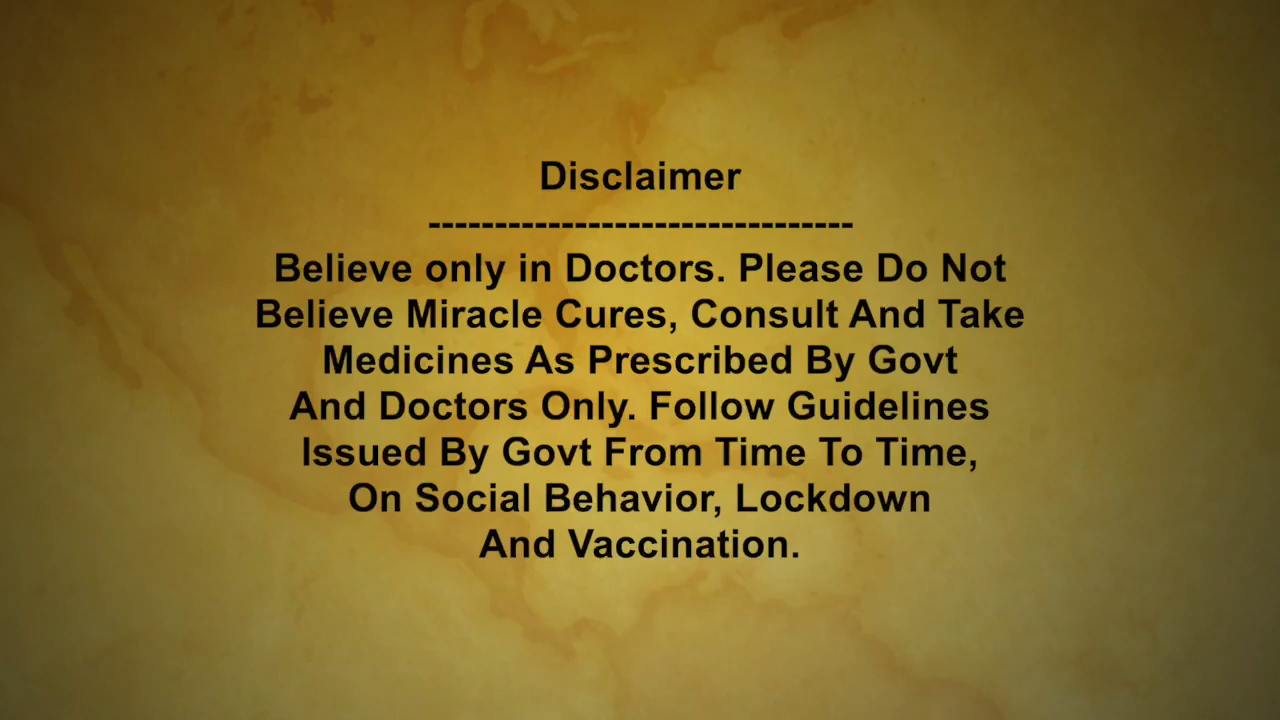 Disclaimer
--------------------------------
Believe only in Doctors. Please Do Not
Believe Miracle Cures, Consult And Take
Medicines As Prescribed By Govt
And Doctors Only. Follow Guidelines
Issued By Govt From Time To Time,
On Social Behavior, Lockdown
And Vaccination.